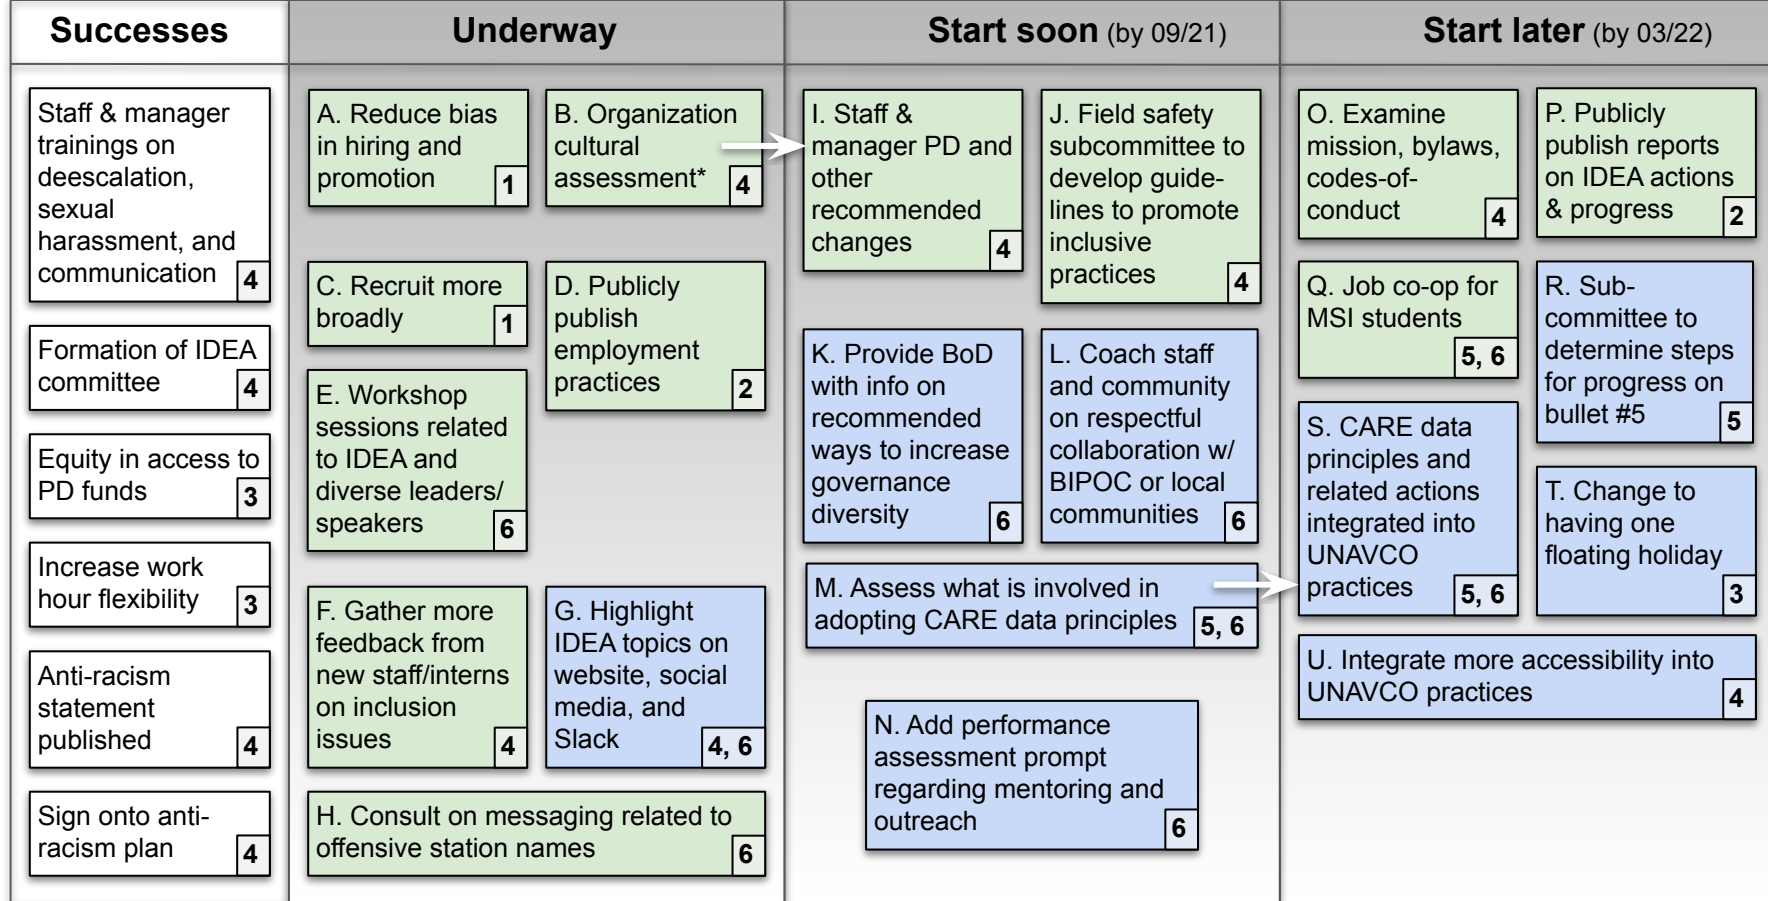 Successes
Underway
Start soon (by 09/21)
Start later (by 03/22)
Staff & manager
trainings on
deescalation,
sexual
harassment, and
communication
4
Formation of IDEA
committee
4
Equity in access to
PD funds
3
Increase work
hour flexibility
3
Anti-racism
statement
published
4
Sign onto anti-
racism plan
4
A. Reduce bias
in hiring and
promotion
1
B. Organization
cultural
assessment*
4
C. Recruit more
broadly
1
D. Publicly
publish
employment
practices
2
E. Workshop
sessions related
to IDEA and
diverse leaders/
speakers
6
F. Gather more
feedback from
new staff/interns
on inclusion
issues
4
G. Highlight
IDEA topics on
website, social
media, and
Slack
4, 6
H. Consult on messaging related to
offensive station names
6
I. Staff &
manager PD and
other
recommended
changes
4
J. Field safety
subcommittee to
develop guide-
lines to promote
inclusive
practices
4
K. Provide BoD
with info on
recommended
ways to increase
governance
diversity
6
L. Coach staff
and community
on respectful
collaboration w/
BIPOC or local
communities
6
M. Assess what is involved in
adopting CARE data principles
5, 6
N. Add performance
assessment prompt
regarding mentoring and
outreach
6
O. Examine
mission, bylaws,
codes-of-
conduct
4
P. Publicly
publish reports
on IDEA actions
& progress
2
Q. Job co-op for
MSI students
5, 6
R. Sub-
committee to
determine steps
for progress on
bullet #5
5
S. CARE data
principles and
related actions
integrated into
UNAVCO
practices
5, 6
T. Change to
having one
floating holiday
3
U. Integrate more accessibility into
UNAVCO practices
4